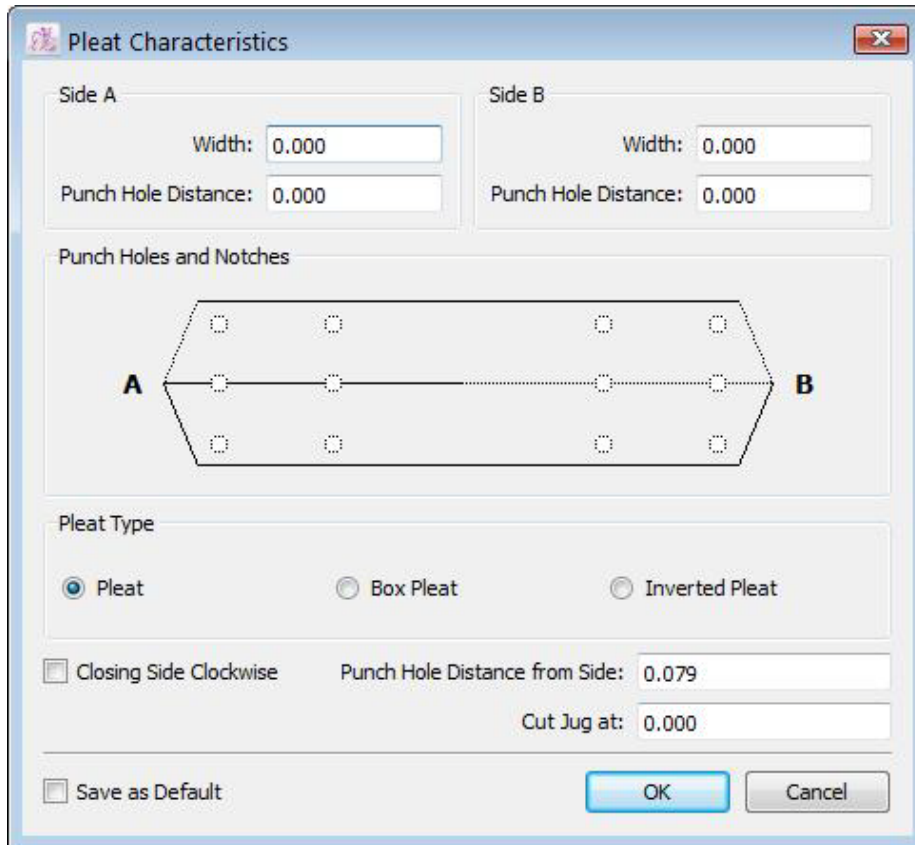 Pleat Characteristics
Side A
Width: 0.000
Punch Hole Distance: 0.000
Side B
Width: 0.000
Punch Hole Distance: 0.000
Punch Holes and Notches
A
B
Pleat Type
Pleat
Box Pleat
Inverted Pleat
Closing Side Clockwise
Punch Hole Distance from Side: 0.079
Cut Jug at: 0.000
Save as Default
OK
Cancel